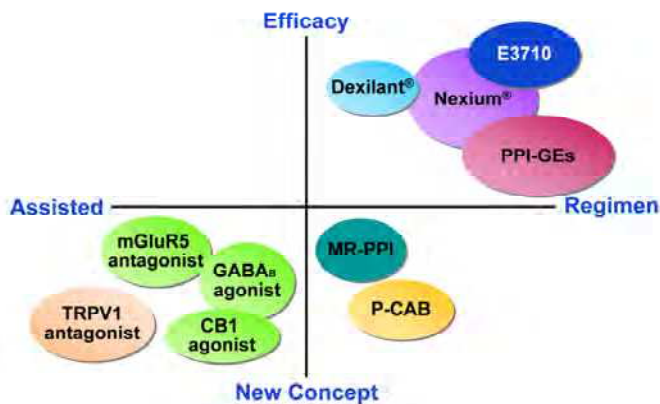 Efficacy
E3710
Dexilant®
Nexium®
PPI-GEs
Assisted
Regimen
mGluR5
antagonist
GABAB
agonist
MR-PPI
TRPV1
antagonist
CB1
agonist
P-CAB
New Concept